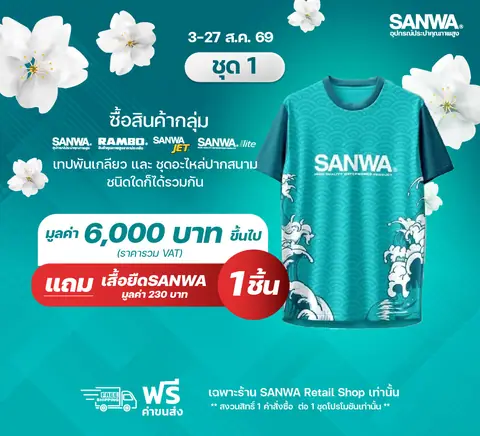 3-27 ส.ค. 69
SANWA®
อุปกรณ์ประปาคุณภาพสูง
ชุด 1
ซื้อสินค้ากลุ่ม
SANWA® RAMBO® SANWA JET SANWA® lite
เทปพันเกลียว และ ชุดอะไหล่ปากสนาม
ชนิดใดก็ได้รวมกัน
SANWA®
มูลค่า 6,000 บาท ขึ้นไป
(ราคารวม VAT)
แถม เสื้อยืดSANWA 1 ชิ้น
มูลค่า 230 บาท
FREE SHIPPING
ฟรี
ค่าขนส่ง
เฉพาะร้าน SANWA Retail Shop เท่านั้น
** สงวนสิทธิ์ 1 คำสั่งซื้อ ต่อ 1 ชุดโปรโมชันเท่านั้น **